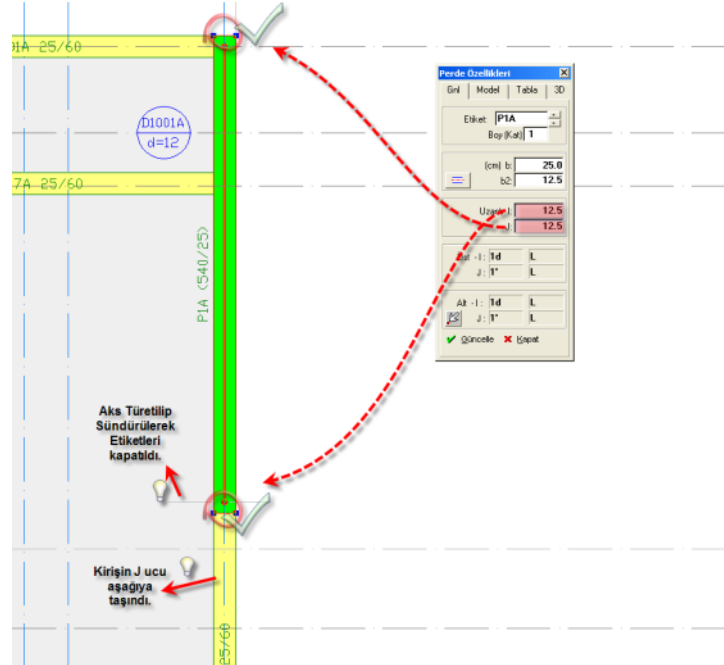 01A 25/60
D1001A
d=12
7A 25/60
P1A (540/25)
Perde Özellikleri
Gnl Model Tabla 3D
Etiket P1A
Boy(Kat) 1
(cm) b: 25.0
b2: 12.5
I: 12.5
J: 12.5
- I: 1d L
J: 1" L
Alt - I: 1d L
J: 1" L
Güncelle Kapat
Aks Türetilip
Sündürülerek
Etiketleri
kapatıldı.
Kirişin J ucu
aşağıya
taşındı.
25/60